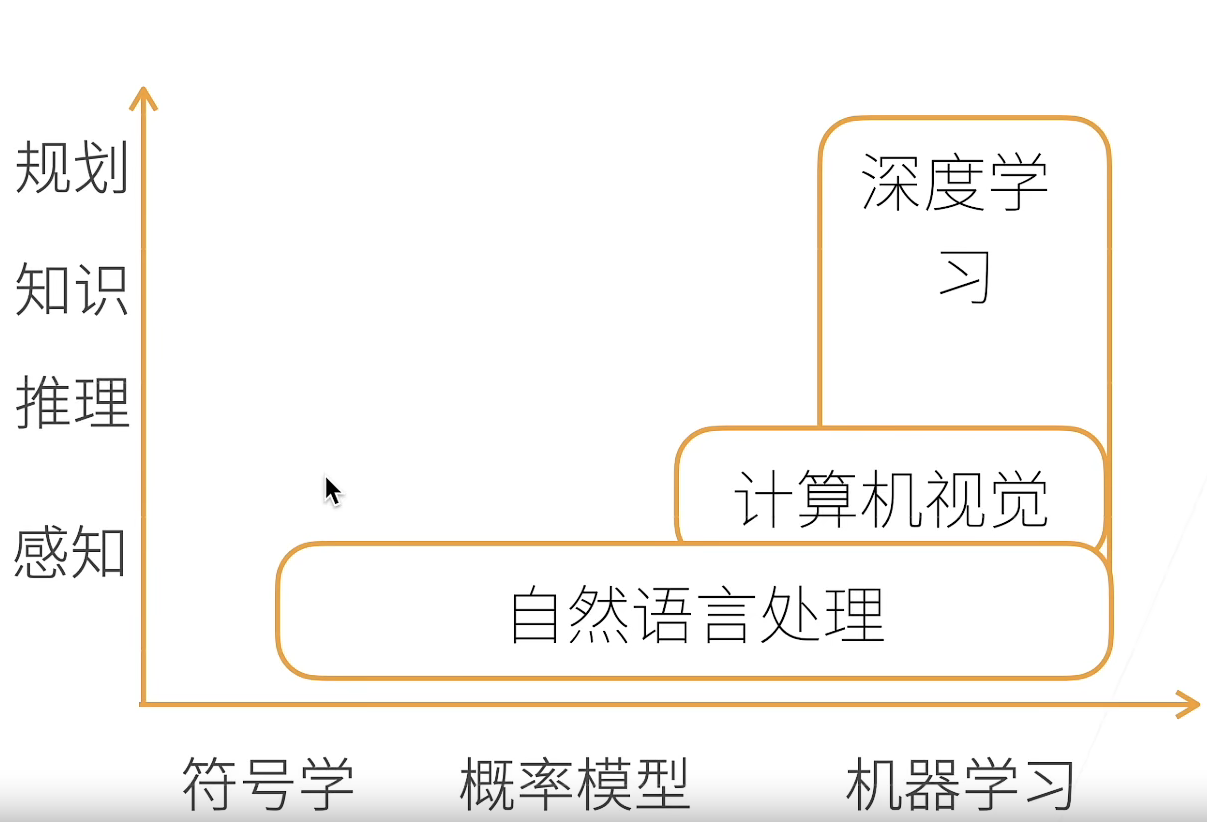 规划
知识
推理
感知
深度学
习
计算机视觉
自然语言处理
符号学
概率模型
机器学习